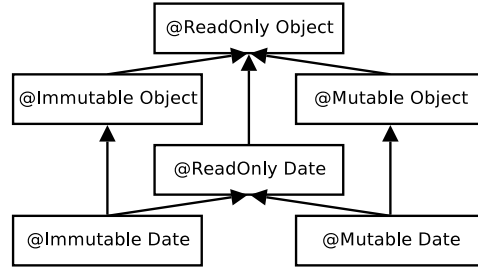 @ReadOnly Object
@Immutable Object
@Mutable Object
@ReadOnly Date
@Immutable Date
@Mutable Date